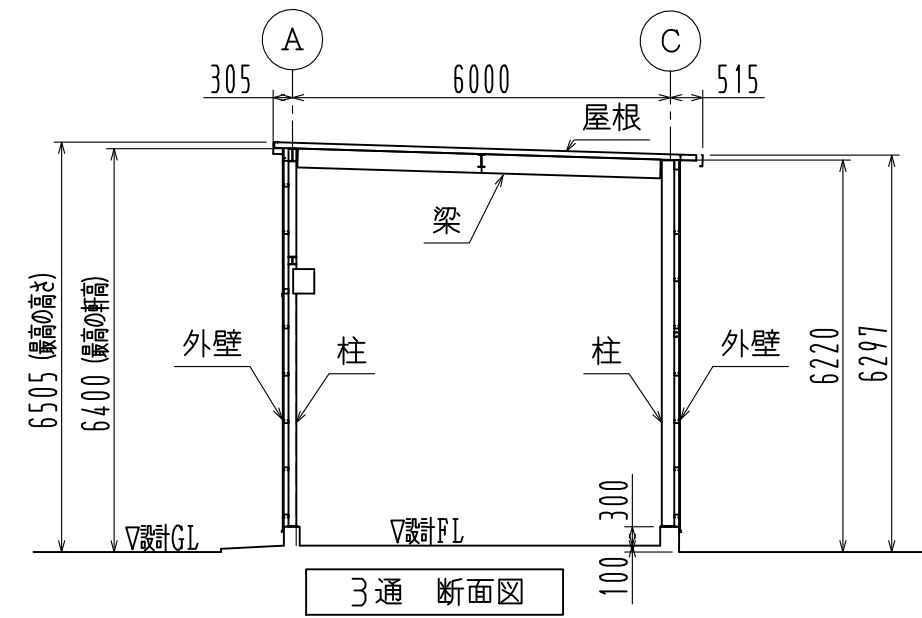 A
C
305
6000
515
屋根
梁
6505 (最高の高さ)
6400 (最高の軒高)
外壁
柱
柱
外壁
6220
6297
300
▽設計GL
▽設計FL
100
3通 断面図